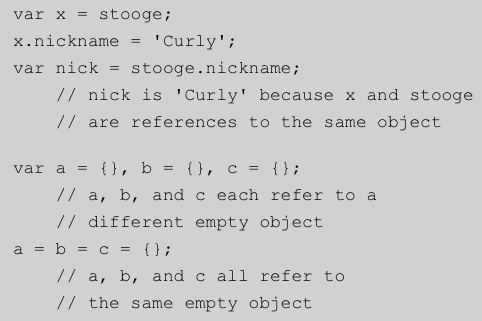 var x = stooge;
x.nickname = 'Curly';
var nick = stooge.nickname;
    // nick is 'Curly' because x and stooge
    // are references to the same object

var a = {}, b = {}, c = {};
    // a, b, and c each refer to a
    // different empty object
a = b = c = {};
    // a, b, and c all refer to
    // the same empty object